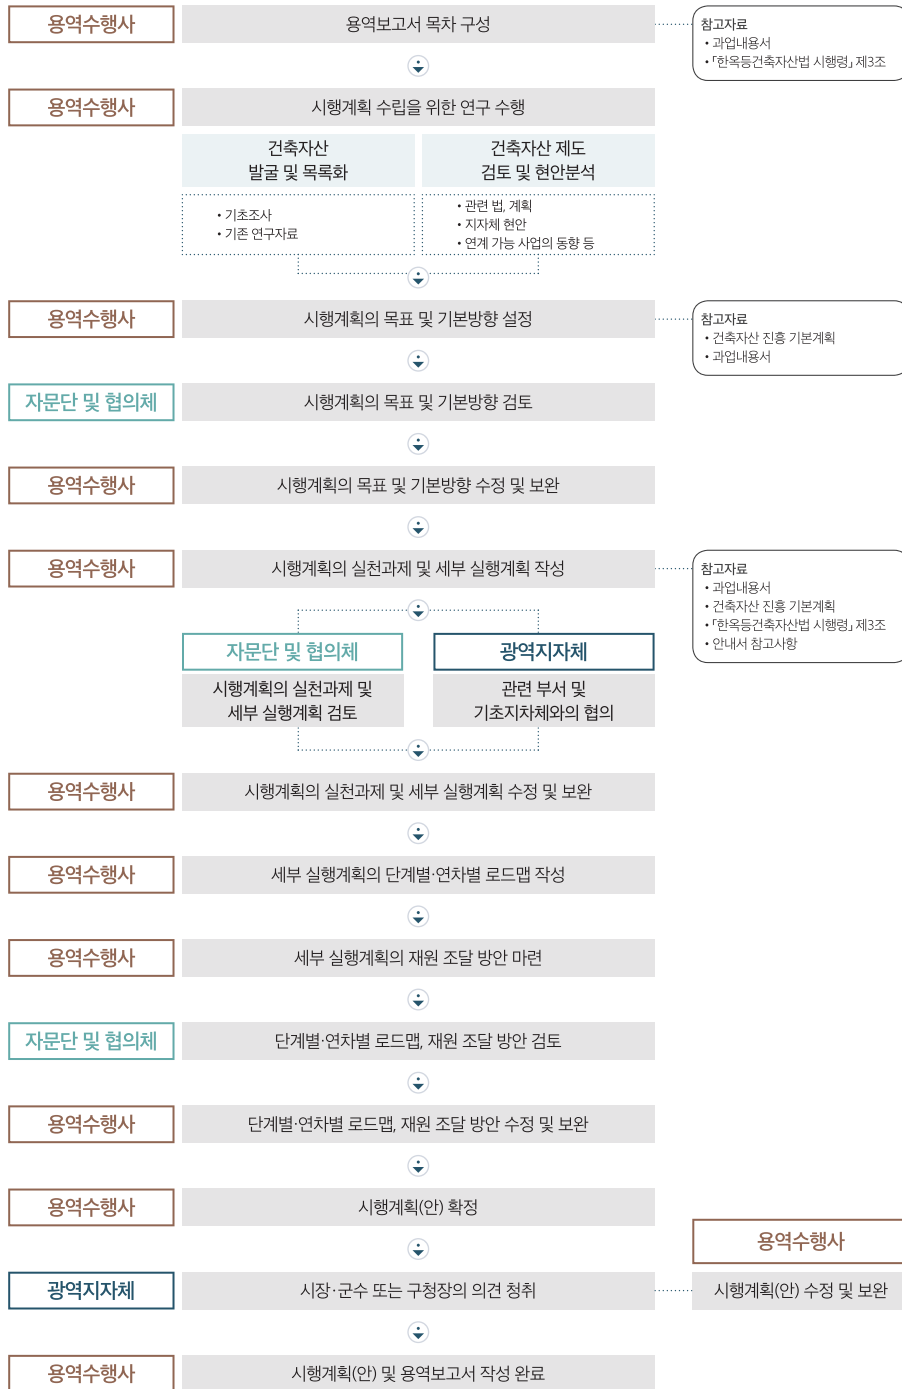 용역수행사
용역보고서 목차 구성
참고자료
• 과업내용서
• 「한옥등건축자산법 시행령」 제3조
용역수행사
시행계획 수립을 위한 연구 수행
건축자산
발굴 및 목록화
건축자산 제도
검토 및 현안분석
• 기초조사
• 기존 연구자료
• 관련 법, 계획
• 지자체 현안
• 연계 가능 사업의 동향 등
용역수행사
시행계획의 목표 및 기본방향 설정
참고자료
• 건축자산 진흥 기본계획
• 과업내용서
자문단 및 협의체
시행계획의 목표 및 기본방향 검토
용역수행사
시행계획의 목표 및 기본방향 수정 및 보완
용역수행사
시행계획의 실천과제 및 세부 실행계획 작성
참고자료
• 과업내용서
• 건축자산 진흥 기본계획
• 「한옥등건축자산법 시행령」 제3조
• 안내서 참고사항
자문단 및 협의체
시행계획의 실천과제 및
세부 실행계획 검토
광역지자체
관련 부서 및
기초지차체와의 협의
용역수행사
시행계획의 실천과제 및 세부 실행계획 수정 및 보완
용역수행사
세부 실행계획의 단계별·연차별 로드맵 작성
용역수행사
세부 실행계획의 재원 조달 방안 마련
자문단 및 협의체
단계별·연차별 로드맵, 재원 조달 방안 검토
용역수행사
단계별·연차별 로드맵, 재원 조달 방안 수정 및 보완
용역수행사
시행계획(안) 확정
광역지자체
시장·군수 또는 구청장의 의견 청취
용역수행사
시행계획(안) 수정 및 보완
용역수행사
시행계획(안) 및 용역보고서 작성 완료